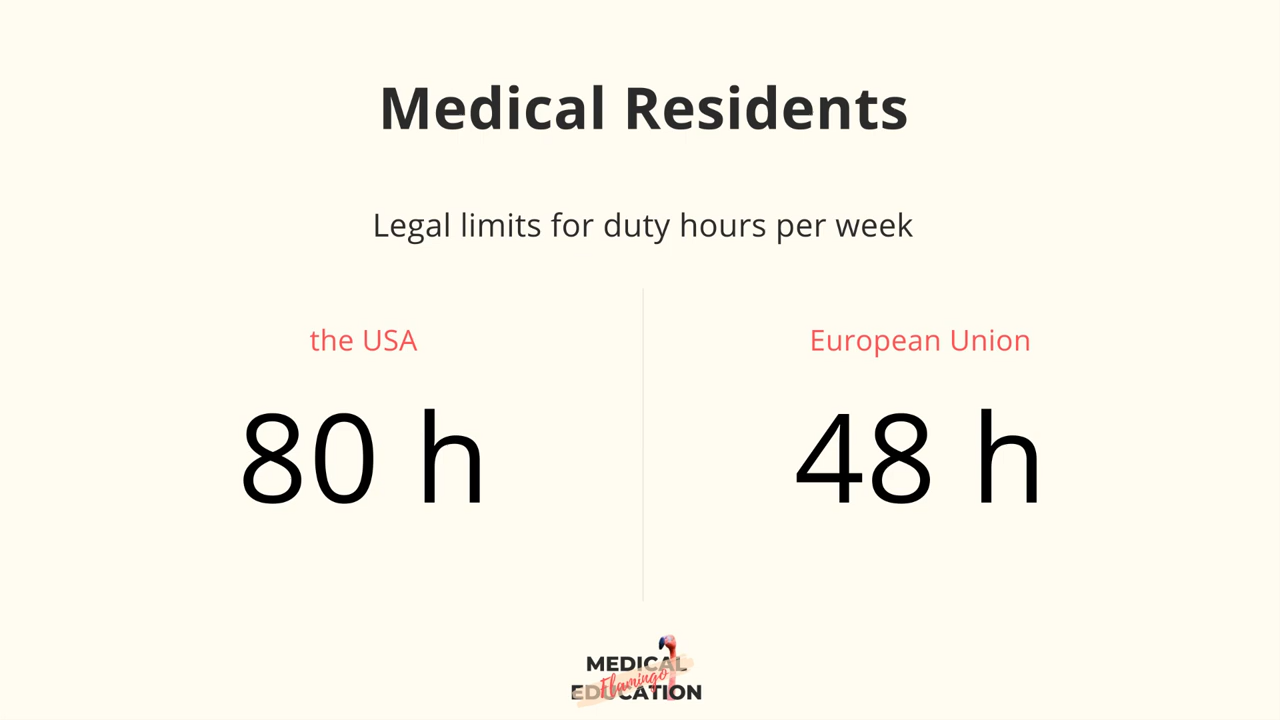 Medical Residents
Legal limits for duty hours per week
the USA
80 h
European Union
48 h
MEDICAL
Flamingo
EDUCATION